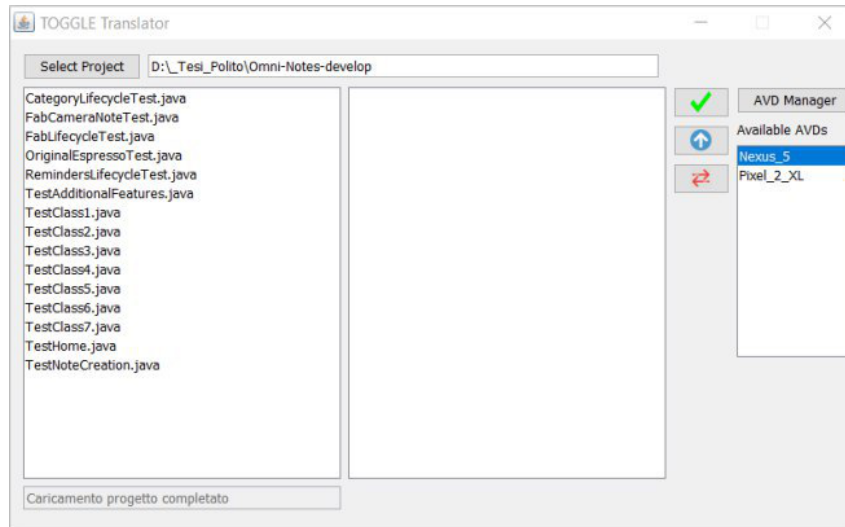 TOGGLE Translator
Select Project D:\_Tesi_Polito\Omni-Notes-develop
CategoryLifecycleTest.java
FabCameraNoteTest.java
FabLifecycleTest.java
OriginalEspressoTest.java
RemindersLifecycleTest.java
TestAdditionalFeatures.java
TestClass1.java
TestClass2.java
TestClass3.java
TestClass4.java
TestClass5.java
TestClass6.java
TestClass7.java
TestHome.java
TestNoteCreation.java
AVD Manager
Available AVDs
Nexus_5
Pixel_2_XL
Caricamento progetto completato